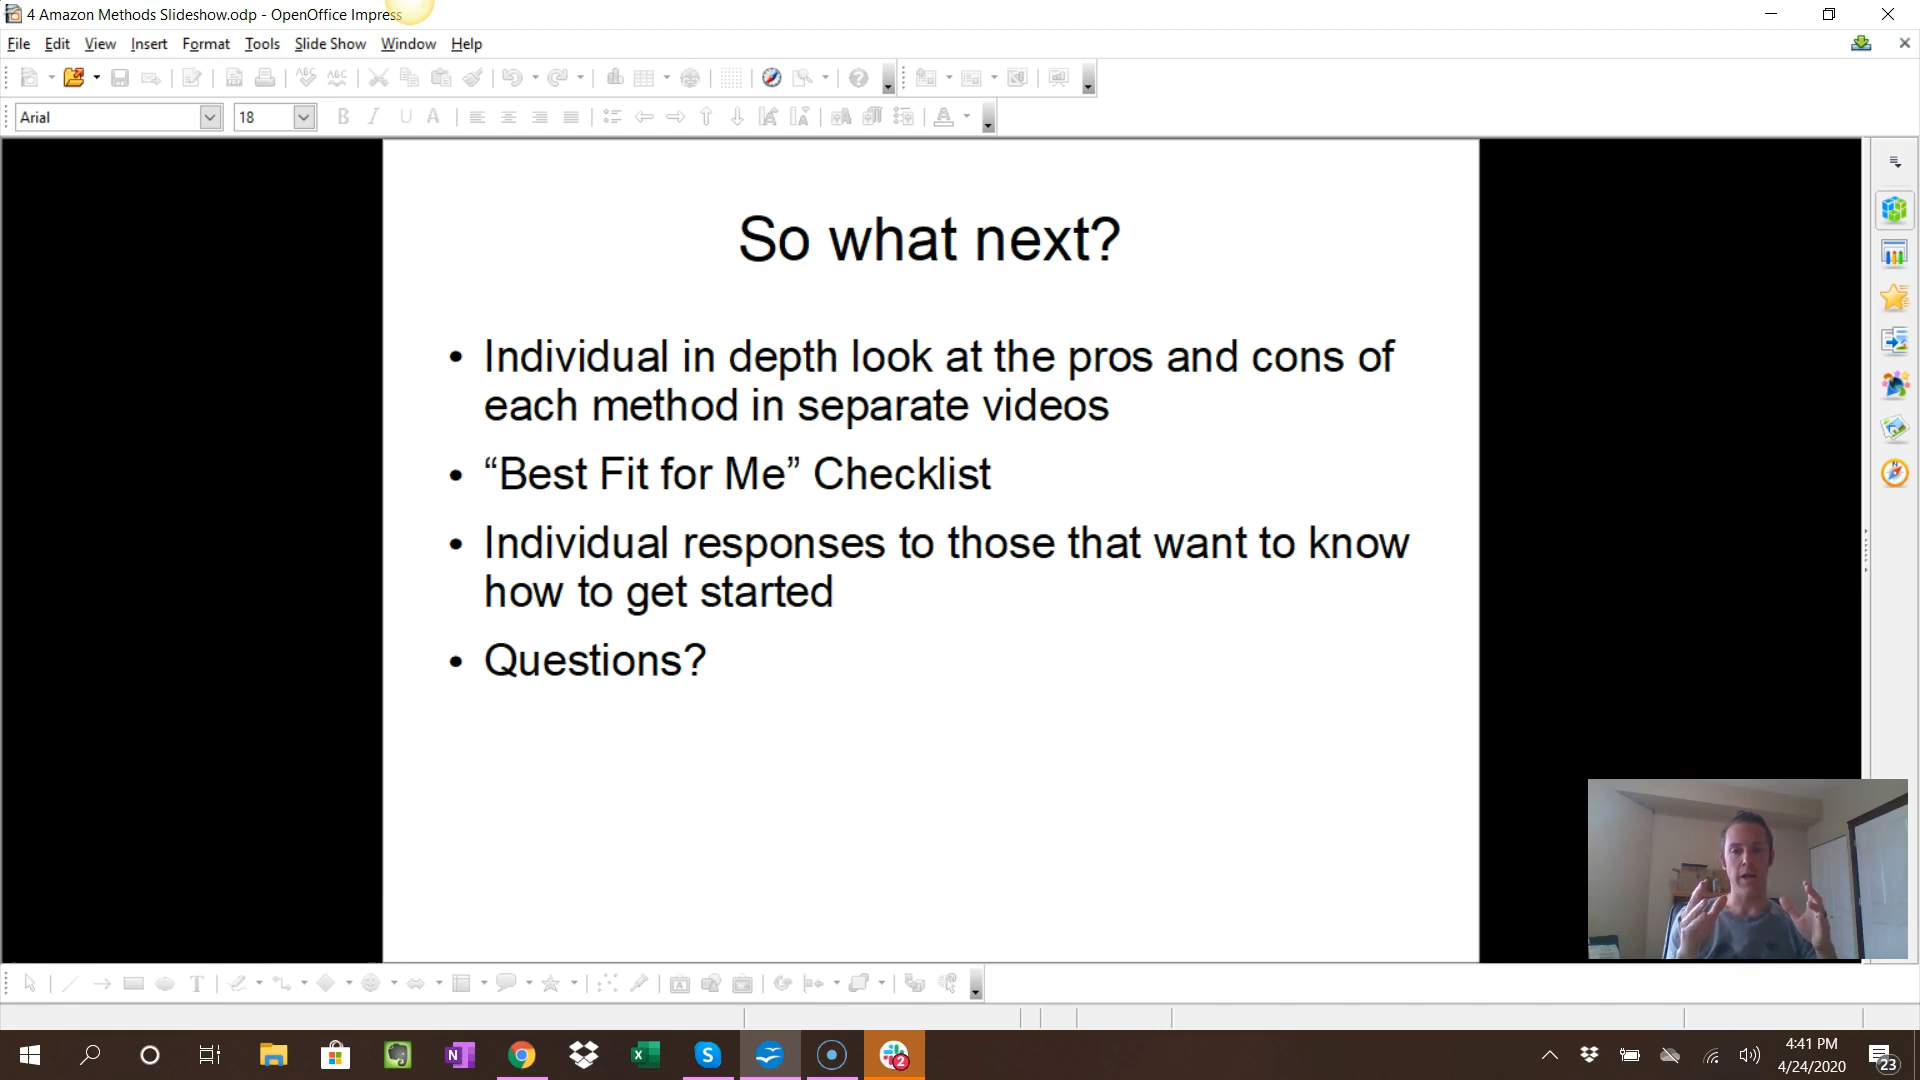 4 Amazon Methods Slideshow.odp - OpenOffice Impress
File Edit View Insert Format Tools Slide Show Window Help
Arial 18
So what next?
• Individual in depth look at the pros and cons of
each method in separate videos
• “Best Fit for Me” Checklist
• Individual responses to those that want to know
how to get started
• Questions?
4:41 PM
4/24/2020
23
2